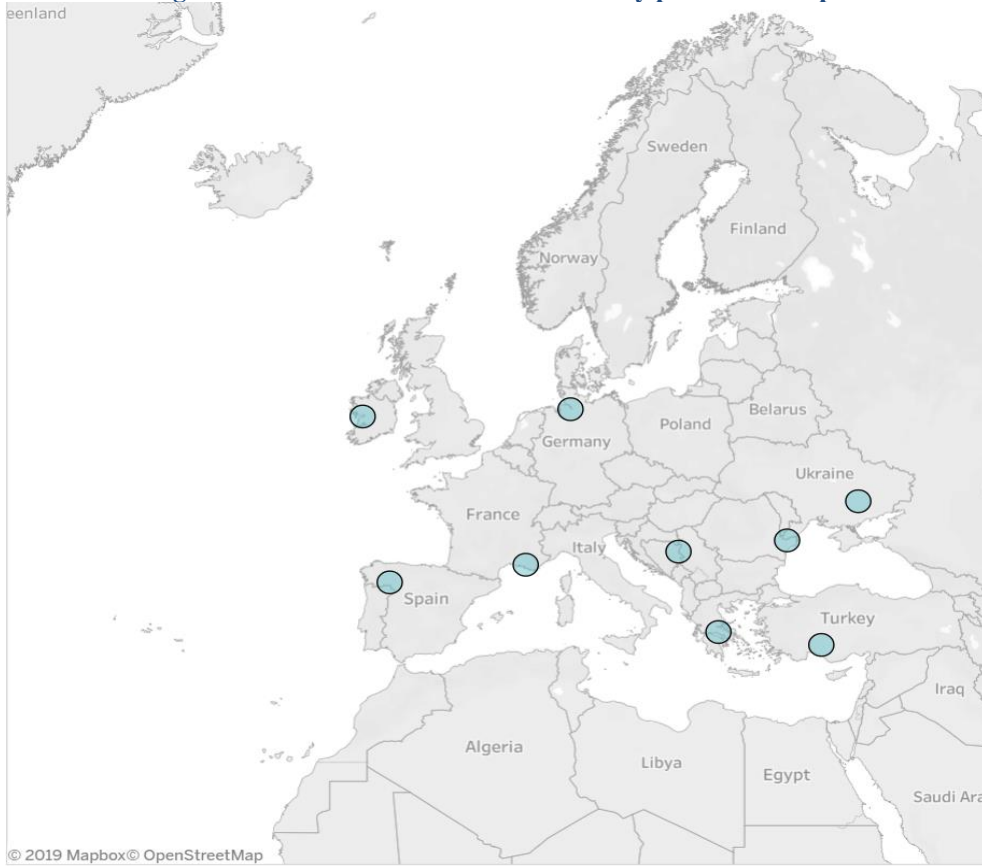 eenland
Sweden
Finland
Norway
Belarus
Poland
Germany
Ukraine
France
Italy
Spain
Turkey
Iraq
Algeria
Libya
Egypt
Saudi Ara
© 2019 Mapbox© OpenStreetMap